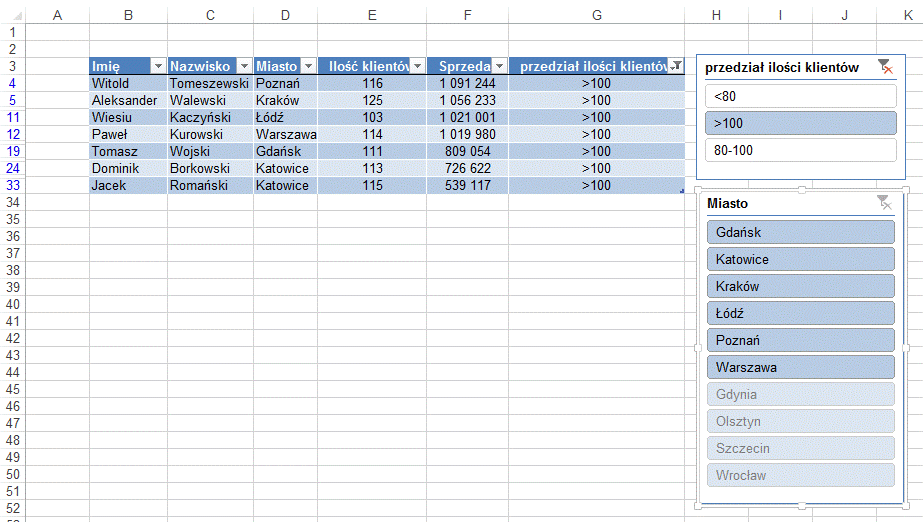 A B C D E F G H I J K
1
2
3 Imię Nazwisko Miasto Ilość klientów Sprzeda przedział ilości klientów
4 Witold Tomeszewski Poznań 116 1 091 244 >100
5 Aleksander Walewski Kraków 125 1 056 233 >100
11 Wiesiu Kaczyński Łódź 103 1 021 001 >100
12 Paweł Kurowski Warszawa 114 1 019 980 >100
19 Tomasz Wojski Gdańsk 111 809 054 >100
24 Dominik Borkowski Katowice 113 726 622 >100
33 Jacek Romański Katowice 115 539 117 >100
34
35
36
37
38
39
40
41
42
43
44
45
46
47
48
49
50
51
52
przedział ilości klientów
<80
>100
80-100
Miasto
Gdańsk
Katowice
Kraków
Łódź
Poznań
Warszawa
Gdynia
Olsztyn
Szczecin
Wrocław